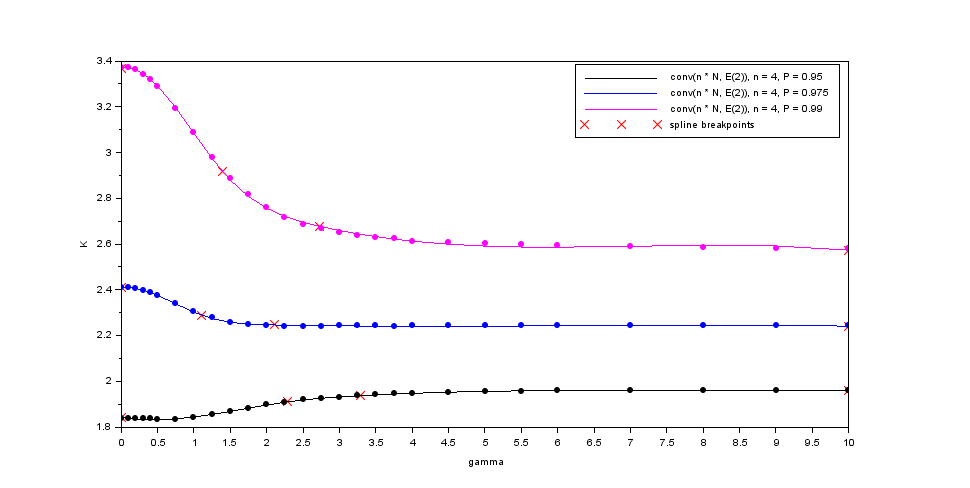 conv(n * N, E(2)), n = 4, P = 0.95
conv(n * N, E(2)), n = 4, P = 0.975
conv(n * N, E(2)), n = 4, P = 0.99
spline breakpoints
K
3.4
3.2
3
2.8
2.6
2.4
2.2
2
1.8
0 0.5 1 1.5 2 2.5 3 3.5 4 4.5 5 5.5 6 6.5 7 7.5 8 8.5 9 9.5 10
gamma